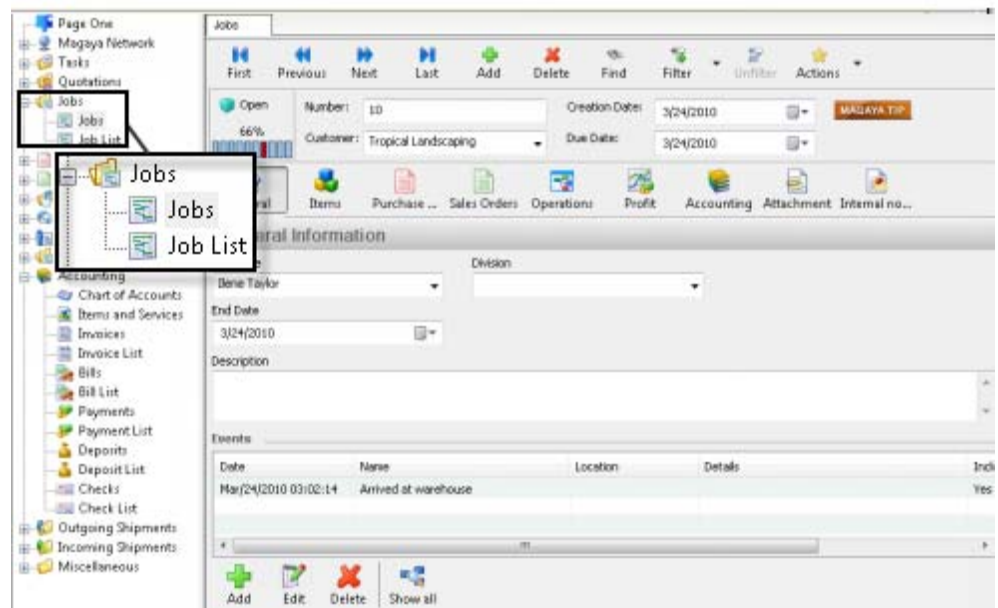 Page One
Magaya Network
Tasks
Quotations
Jobs
Jobs
Job List
Jobs
Jobs
Job List
Accounting
Chart of Accounts
Items and Services
Invoices
Invoice List
Bills
Bill List
Payments
Payment List
Deposits
Deposit List
Checks
Check List
Outgoing Shipments
Incoming Shipments
Miscellaneous
Jobs
First Previous Next Last Add Delete Find Filter Unfilter Actions
Open
66%
Number: 10
Creation Date: 3/24/2010
MAGAYA TIP
Customer: Tropical Landscaping
Due Date: 3/24/2010
Items Purchase ... Sales Orders Operations Profit Accounting Attachment Internal no...
Information
Division
Taylor
End Date
3/24/2010
Description
Events
Date Name Location Details
Mar/24/2010 03:02:14 Arrived at warehouse Yes
Add Edit Delete Show all